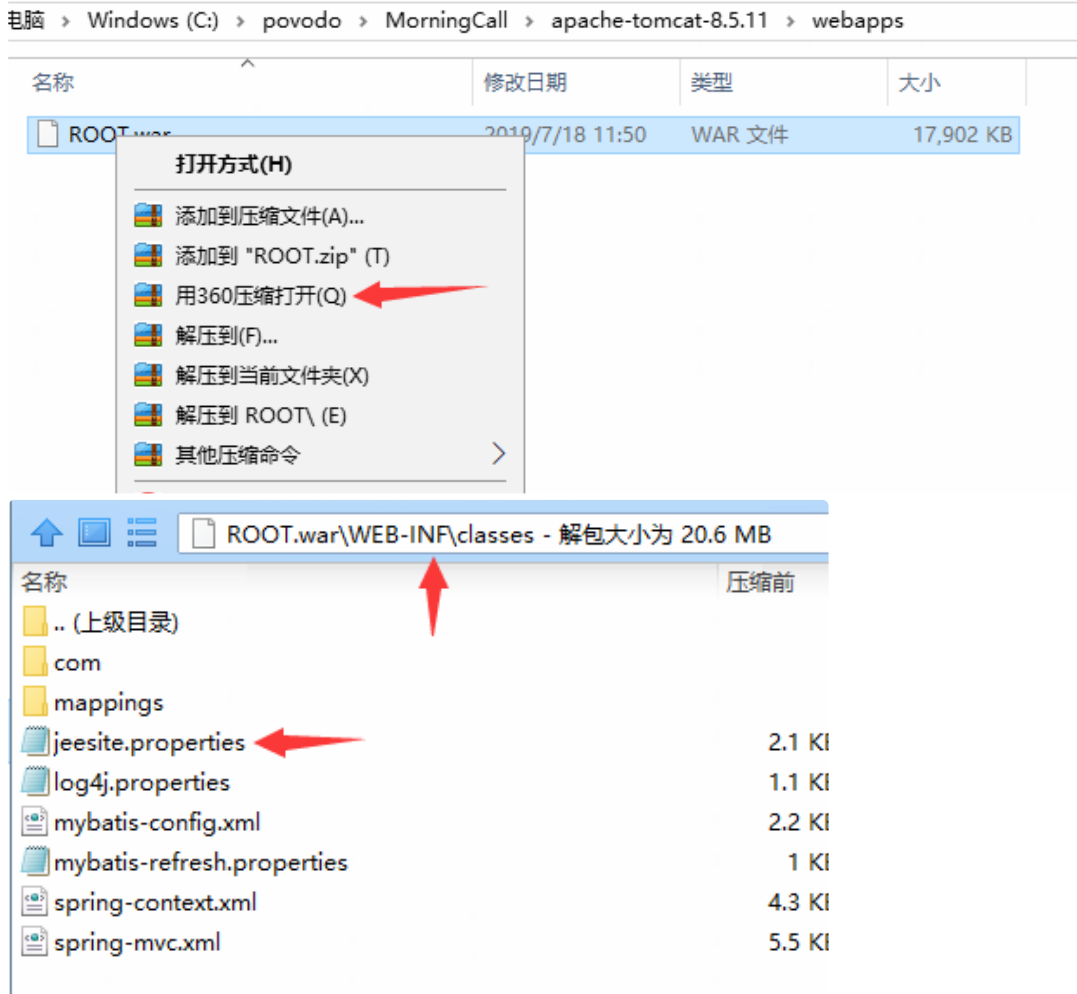 电脑 › Windows (C:) › povodo › MorningCall › apache-tomcat-8.5.11 › webapps
名称 修改日期 类型 大小
ROOT.war 2019/7/18 11:50 WAR 文件 17,902 KB
打开方式(H)
添加到压缩文件(A)...
添加到 "ROOT.zip" (T)
用360压缩打开(Q)
解压到(F)...
解压到当前文件夹(X)
解压到 ROOT\ (E)
其他压缩命令
ROOT.war\WEB-INF\classes - 解包大小为 20.6 MB
名称 压缩前
.. (上级目录)
com
mappings
jeesite.properties 2.1 KB
log4j.properties 1.1 KB
mybatis-config.xml 2.2 KB
mybatis-refresh.properties 1 KB
spring-context.xml 4.3 KB
spring-mvc.xml 5.5 KB